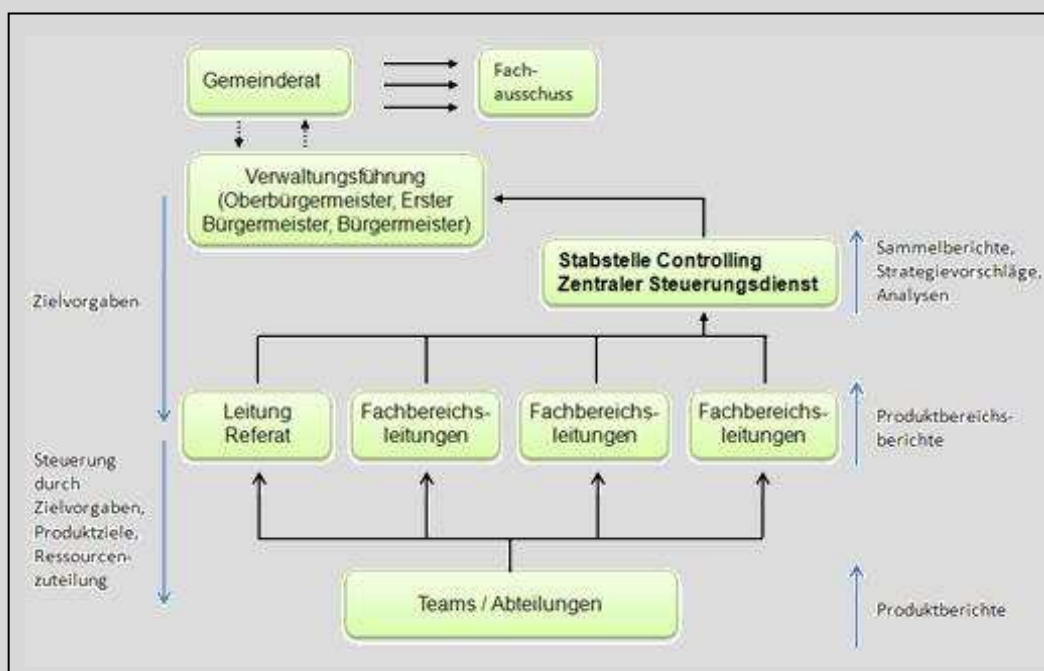 Gemeinderat
Fach-
ausschuss
Verwaltungsführung
(Oberbürgermeister, Erster
Bürgermeister, Bürgermeister)
Stabstelle Controlling
Zentraler Steuerungsdienst
Sammelberichte,
Strategievorschläge,
Analysen
Zielvorgaben
Leitung
Referat
Fachbereichs-
leitungen
Fachbereichs-
leitungen
Fachbereichs-
leitungen
Produktbereichs-
berichte
Steuerung
durch
Zielvorgaben,
Produktziele,
Ressourcen-
zuteilung
Teams / Abteilungen
Produktberichte